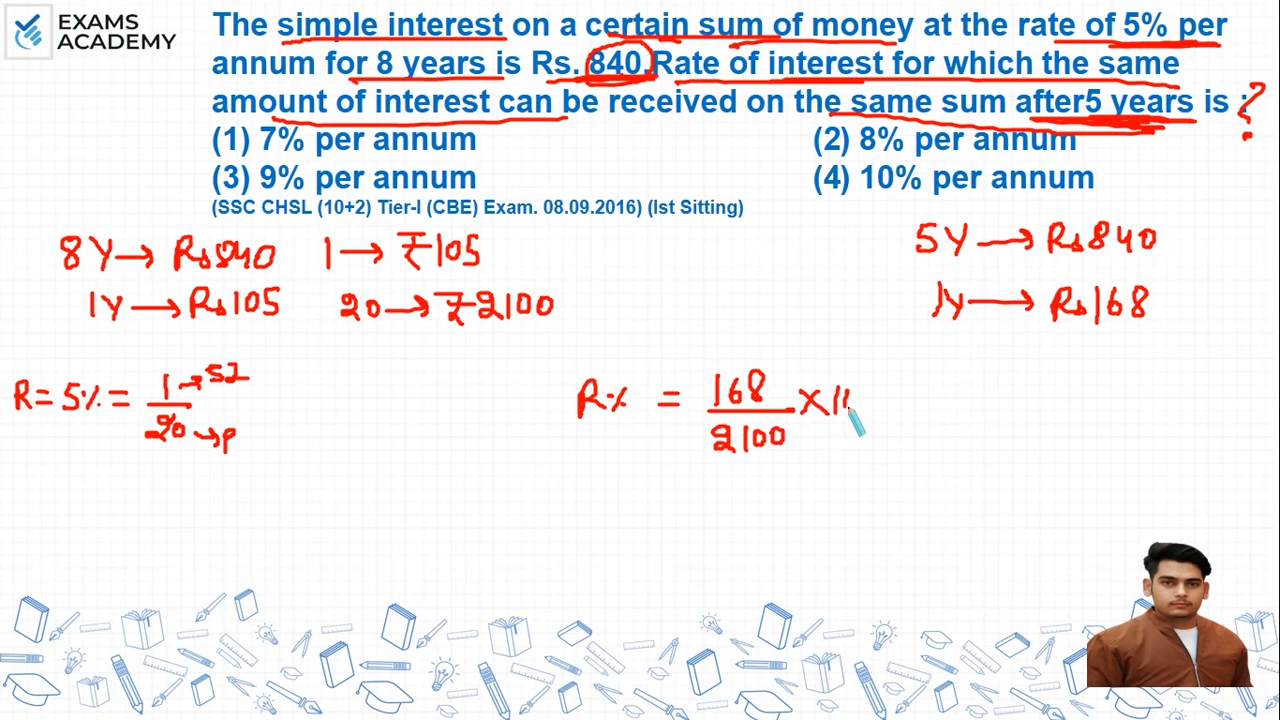 EXAMS
ACADEMY
The simple interest on a certain sum of money at the rate of 5% per
annum for 8 years is Rs. 840. Rate of interest for which the same
amount of interest can be received on the same sum after5 years is : ?
(1) 7% per annum (2) 8% per annum
(3) 9% per annum (4) 10% per annum
(SSC CHSL (10+2) Tier-I (CBE) Exam. 08.09.2016) (Ist Sitting)
8Y → Rs840 1 → ₹105 5Y → Rs840
1Y → Rs105 20 → ₹2100 1Y → Rs168
R = 5% = 1/20 → SI → P R% = 168/2100 × 1